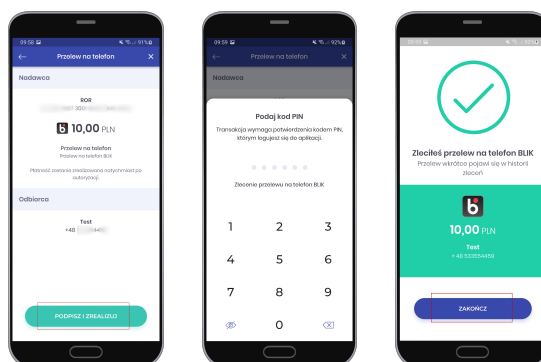 09:58 91%
Przelew na telefon
Nadawca
ROR
10,00 PLN
Przelew na telefon
Przelew na telefon BLIK
Płatność zostanie zrealizowana natychmiast po
autoryzacji.
Odbiorca
Test
+48
PODPISZ I ZREALIZUJ
09:59 92%
Przelew na telefon
Nadawca
Podaj kod PIN
Transakcja wymaga potwierdzenia kodem PIN,
którym logujesz się do aplikacji.
Zlecenie przelewu na telefon BLIK
1 2 3
4 5 6
7 8 9
0
Zleciłeś przelew na telefon BLIK
Przelew wkrótce pojawi się w historii
zleceń
10,00 PLN
Test
ZAKOŃCZ